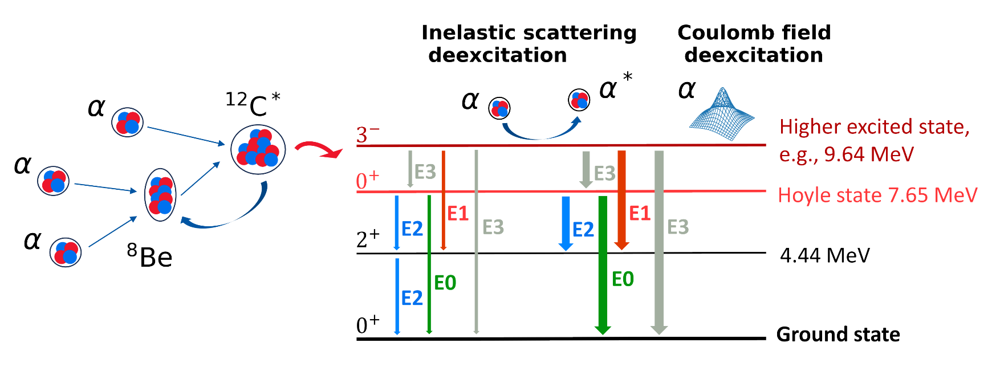 Inelastic scattering
deexcitation
Coulomb field
deexcitation
α
α
α
¹²C*
⁸Be
α
α*
α
3⁻
Higher excited state,
e.g., 9.64 MeV
0⁺
Hoyle state 7.65 MeV
2⁺
4.44 MeV
0⁺
Ground state
E3
E1
E2
E3
E0
E2
E3
E1
E2
E3
E0